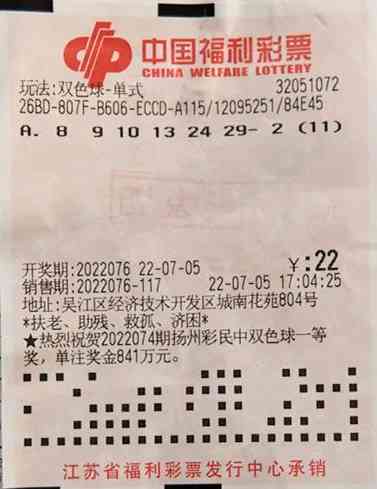 中国福利彩票
CHINA WELFARE LOTTERY
玩法:双色球-单式 32051072
26BD-807F-B606-ECCD-A115/12095251/84E45
A. 8 9 10 13 24 29- 2 (11)
开奖期:2022076 22-07-05 ¥:22
销售期:2022076-117 22-07-05 17:04:25
地址:吴江区经济技术开发区城南花苑804号
*扶老、助残、救孤、济困*
★热烈祝贺2022074期扬州彩民中双色球一等
奖，单注奖金841万元。
江苏省福利彩票发行中心承销